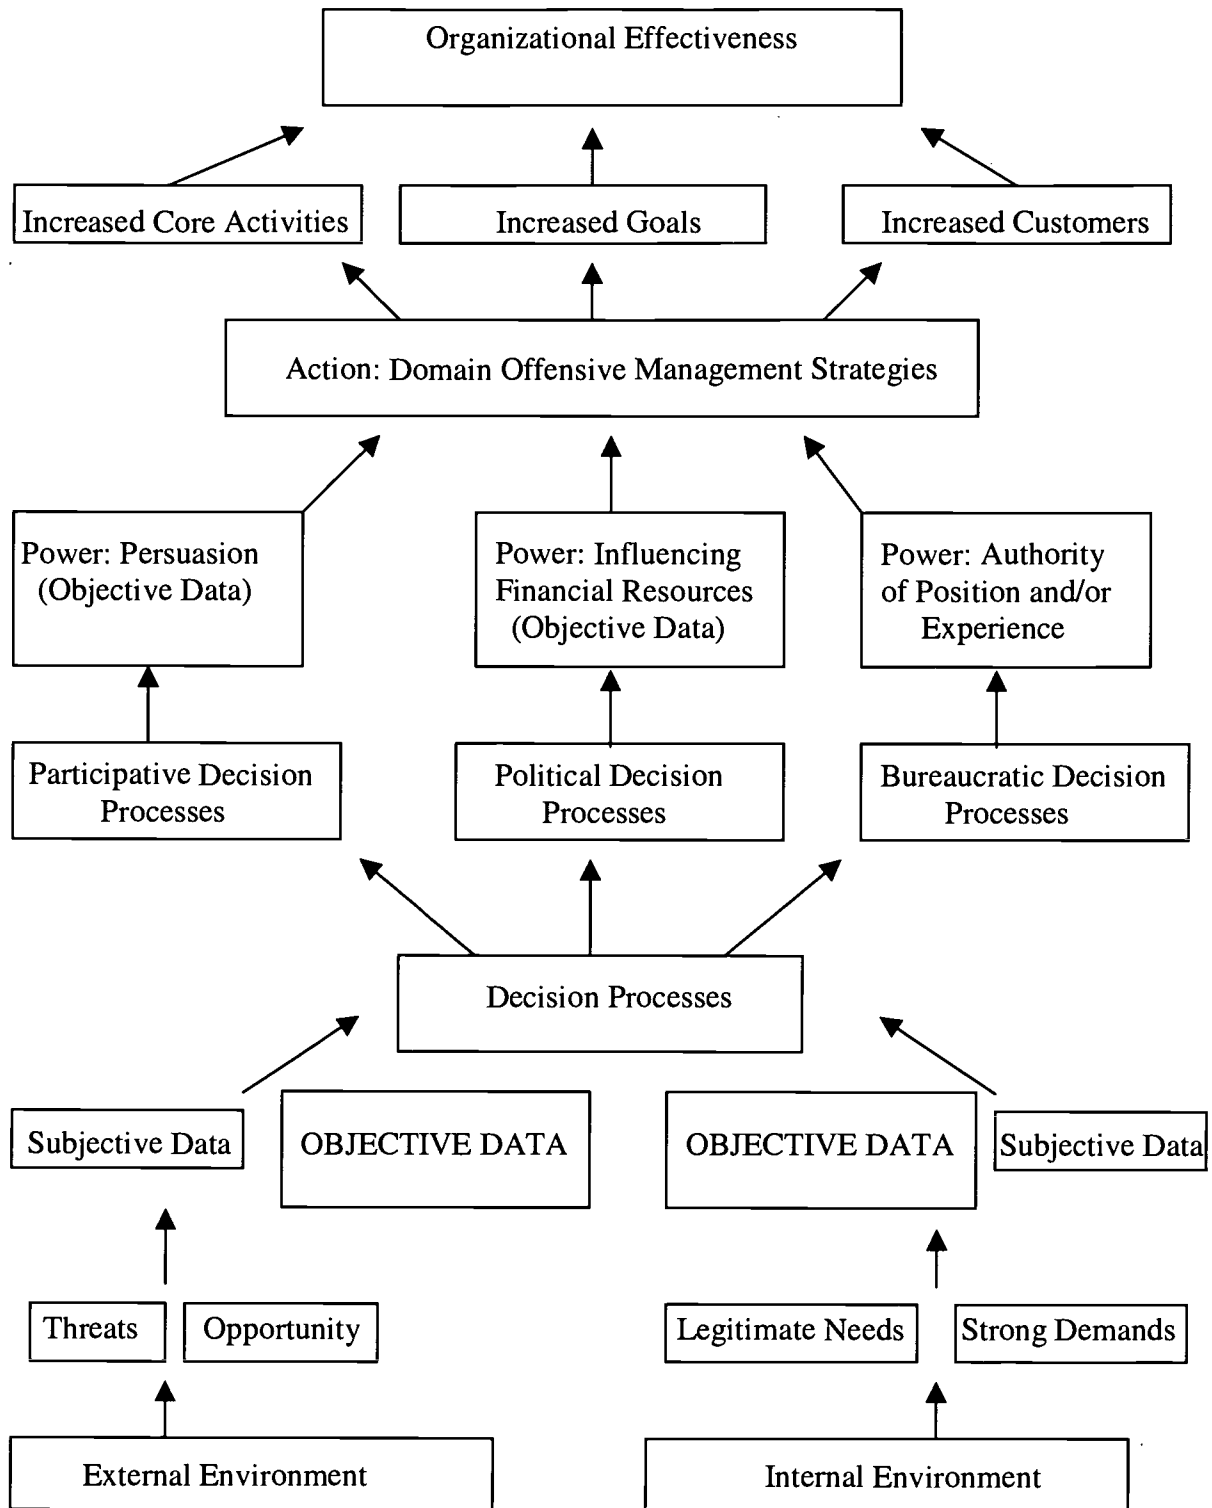 Organizational Effectiveness
Increased Core Activities
Increased Goals
Increased Customers
Action: Domain Offensive Management Strategies
Power: Persuasion
(Objective Data)
Power: Influencing
Financial Resources
(Objective Data)
Power: Authority
of Position and/or
Experience
Participative Decision
Processes
Political Decision
Processes
Bureaucratic Decision
Processes
Decision Processes
Subjective Data
OBJECTIVE DATA
OBJECTIVE DATA
Subjective Data
Threats
Opportunity
Legitimate Needs
Strong Demands
External Environment
Internal Environment